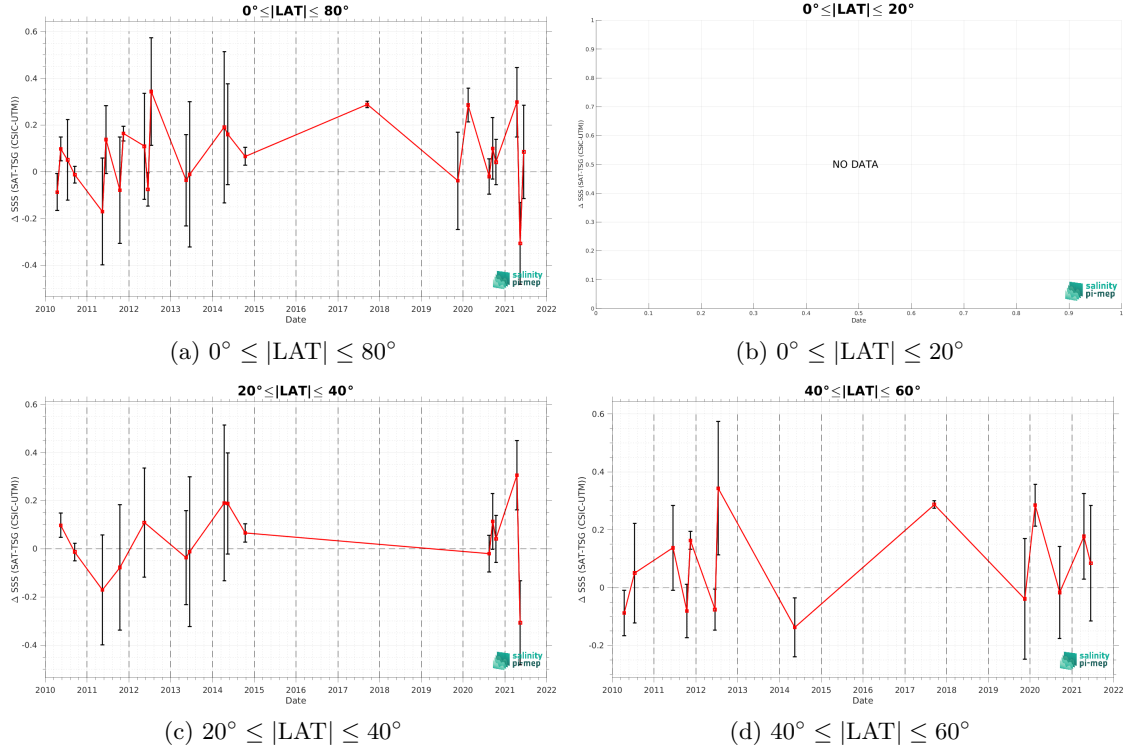 0°≤|LAT|≤ 80°
Δ SSS (SAT-TSG (CSIC-UTM))
0.6
0.4
0.2
0
-0.2
-0.4
2010 2011 2012 2013 2014 2015 2016 2017 2018 2019 2020 2021 2022
Date
salinity
pi-mep
(a) 0° ≤ |LAT| ≤ 80°
0°≤|LAT|≤ 20°
Δ SSS (SAT-TSG (CSIC-UTM))
1
0.9
0.8
0.7
0.6
0.5
0.4
0.3
0.2
0.1
0
NO DATA
0 0.1 0.2 0.3 0.4 0.5 0.6 0.7 0.8 0.9 1
Date
salinity
pi-mep
(b) 0° ≤ |LAT| ≤ 20°
20°≤|LAT|≤ 40°
Δ SSS (SAT-TSG (CSIC-UTM))
0.6
0.4
0.2
0
-0.2
-0.4
2010 2011 2012 2013 2014 2015 2016 2017 2018 2019 2020 2021 2022
Date
salinity
pi-mep
(c) 20° ≤ |LAT| ≤ 40°
40°≤|LAT|≤ 60°
Δ SSS (SAT-TSG (CSIC-UTM))
0.6
0.4
0.2
0
-0.2
2010 2011 2012 2013 2014 2015 2016 2017 2018 2019 2020 2021 2022
Date
salinity
pi-mep
(d) 40° ≤ |LAT| ≤ 60°